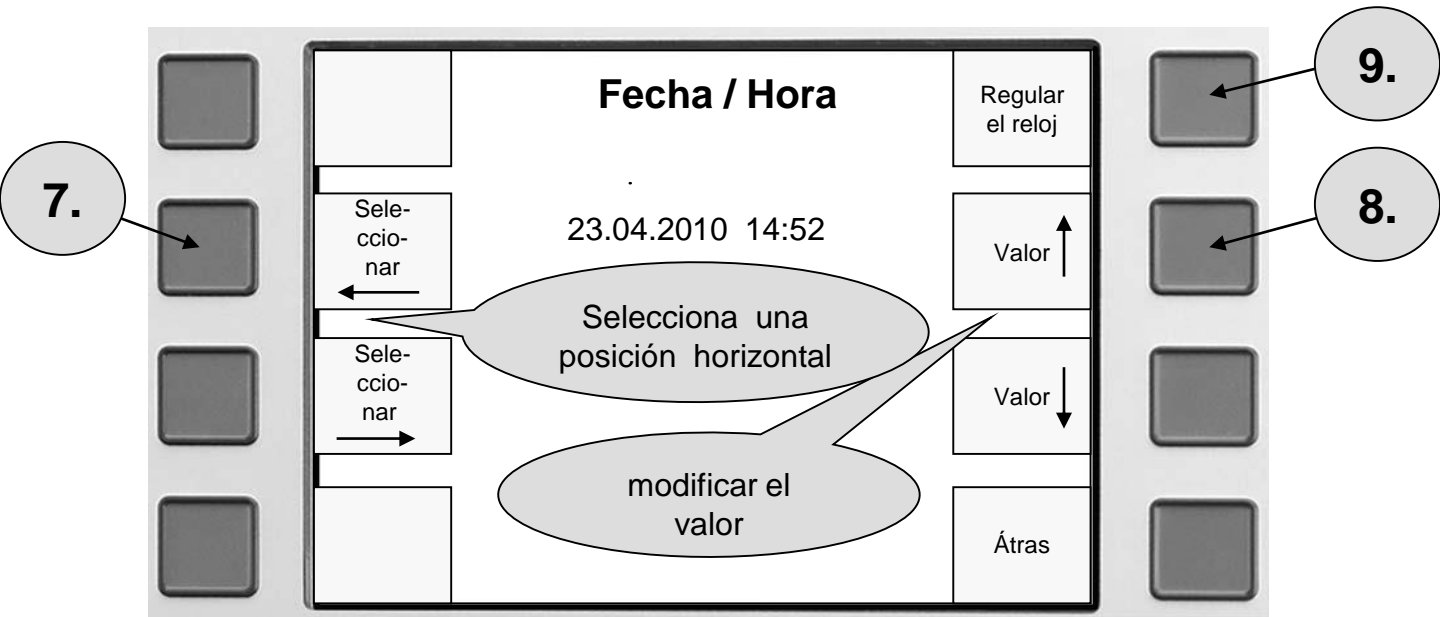 9.
Fecha / Hora
Regular
el reloj
7.
8.
Sele-
ccio-
nar
.
23.04.2010 14:52
Valor
Selecciona una
posición horizontal
Sele-
ccio-
nar
Valor
modificar el
valor
Átras